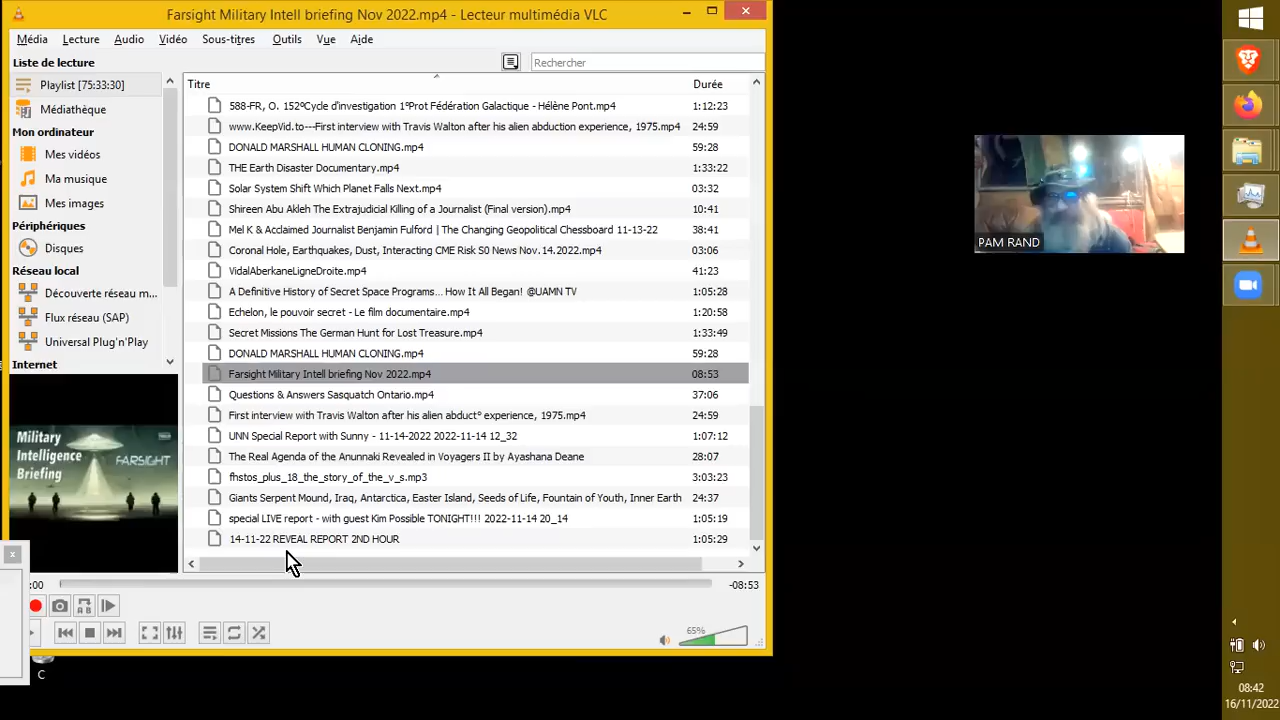 Farsight Military Intell briefing Nov 2022.mp4 - Lecteur multimédia VLC
Média Lecture Audio Vidéo Sous-titres Outils Vue Aide
Liste de lecture
Rechercher
Playlist [75:33:30]
Médiathèque
Mon ordinateur
Mes vidéos
Ma musique
Mes images
Périphériques
Disques
Réseau local
Découverte réseau m...
Flux réseau (SAP)
Universal Plug'n'Play
Internet
Military
Intelligence
Briefing
FARSIGHT
Titre Durée
588-FR, O. 152ºCycle d'investigation 1ºProt Fédération Galactique - Hélène Pont.mp4 1:12:23
www.KeepVid.to---First interview with Travis Walton after his alien abduction experience, 1975.mp4 24:59
DONALD MARSHALL HUMAN CLONING.mp4 59:28
THE Earth Disaster Documentary.mp4 1:33:22
Solar System Shift Which Planet Falls Next.mp4 03:32
Shireen Abu Akleh The Extrajudicial Killing of a Journalist (Final version).mp4 10:41
Mel K & Acclaimed Journalist Benjamin Fulford | The Changing Geopolitical Chessboard 11-13-22 38:41
Coronal Hole, Earthquakes, Dust, Interacting CME Risk S0 News Nov.14.2022.mp4 03:06
VidalAberkaneLigneDroite.mp4 41:23
A Definitive History of Secret Space Programs... How It All Began! @UAMN TV 1:05:28
Echelon, le pouvoir secret - Le film documentaire.mp4 1:20:58
Secret Missions The German Hunt for Lost Treasure.mp4 1:33:49
DONALD MARSHALL HUMAN CLONING.mp4 59:28
Farsight Military Intell briefing Nov 2022.mp4 08:53
Questions & Answers Sasquatch Ontario.mp4 37:06
First interview with Travis Walton after his alien abduct° experience, 1975.mp4 24:59
UNN Special Report with Sunny - 11-14-2022 2022-11-14 12_32 1:07:12
The Real Agenda of the Anunnaki Revealed in Voyagers II by Ayashana Deane 28:07
fhstos_plus_18_the_story_of_the_v_s.mp3 3:03:23
Giants Serpent Mound, Iraq, Antarctica, Easter Island, Seeds of Life, Fountain of Youth, Inner Earth 24:37
special LIVE report - with guest Kim Possible TONIGHT!!! 2022-11-14 20_14 1:05:19
14-11-22 REVEAL REPORT 2ND HOUR 1:05:29
:00 -08:53
65%
C
PAM RAND
08:42
16/11/2022